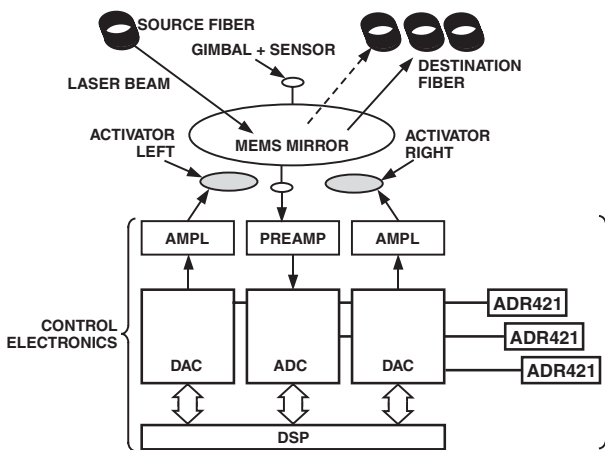 SOURCE FIBER
GIMBAL + SENSOR
DESTINATION
FIBER
LASER BEAM
ACTIVATOR
LEFT
MEMS MIRROR
ACTIVATOR
RIGHT
AMPL
PREAMP
AMPL
ADR421
ADR421
ADR421
CONTROL
ELECTRONICS
DAC
ADC
DAC
DSP